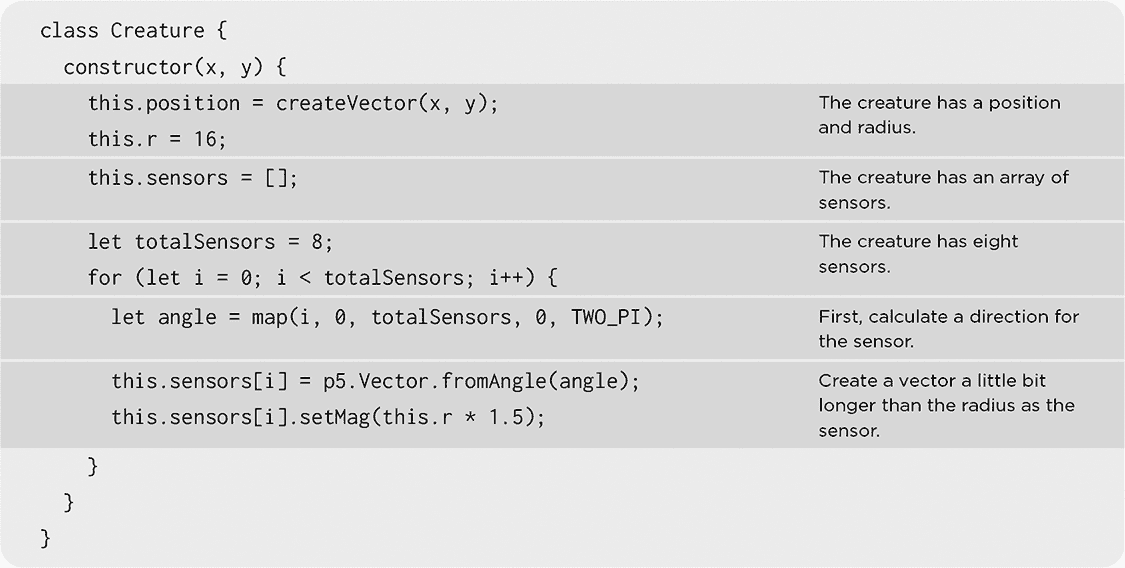 class Creature {
constructor(x, y) {
this.position = createVector(x, y);
The creature has a position
and radius.
this.r = 16;
this.sensors = [];
The creature has an array of
sensors.
let totalSensors = 8;
The creature has eight
sensors.
for (let i = 0; i < totalSensors; i++) {
let angle = map(i, 0, totalSensors, 0, TWO_PI);
First, calculate a direction for
the sensor.
this.sensors[i] = p5.Vector.fromAngle(angle);
this.sensors[i].setMag(this.r * 1.5);
Create a vector a little bit
longer than the radius as the
sensor.
}
}
}